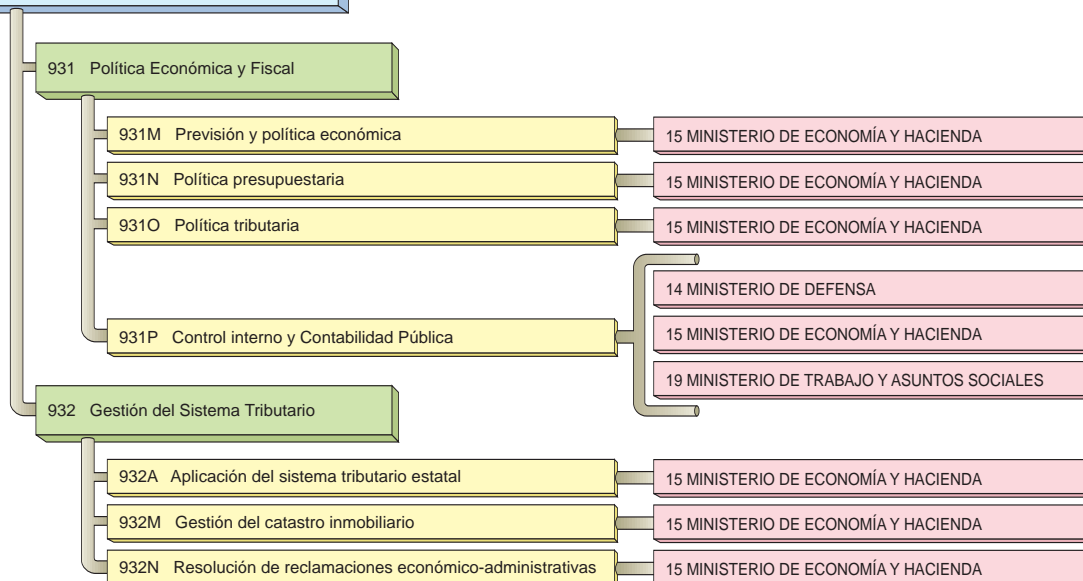 931 Política Económica y Fiscal
931M Previsión y política económica
15 MINISTERIO DE ECONOMÍA Y HACIENDA
931N Política presupuestaria
15 MINISTERIO DE ECONOMÍA Y HACIENDA
931O Política tributaria
15 MINISTERIO DE ECONOMÍA Y HACIENDA
931P Control interno y Contabilidad Pública
14 MINISTERIO DE DEFENSA
15 MINISTERIO DE ECONOMÍA Y HACIENDA
19 MINISTERIO DE TRABAJO Y ASUNTOS SOCIALES
932 Gestión del Sistema Tributario
932A Aplicación del sistema tributario estatal
15 MINISTERIO DE ECONOMÍA Y HACIENDA
932M Gestión del catastro inmobiliario
15 MINISTERIO DE ECONOMÍA Y HACIENDA
932N Resolución de reclamaciones económico-administrativas
15 MINISTERIO DE ECONOMÍA Y HACIENDA